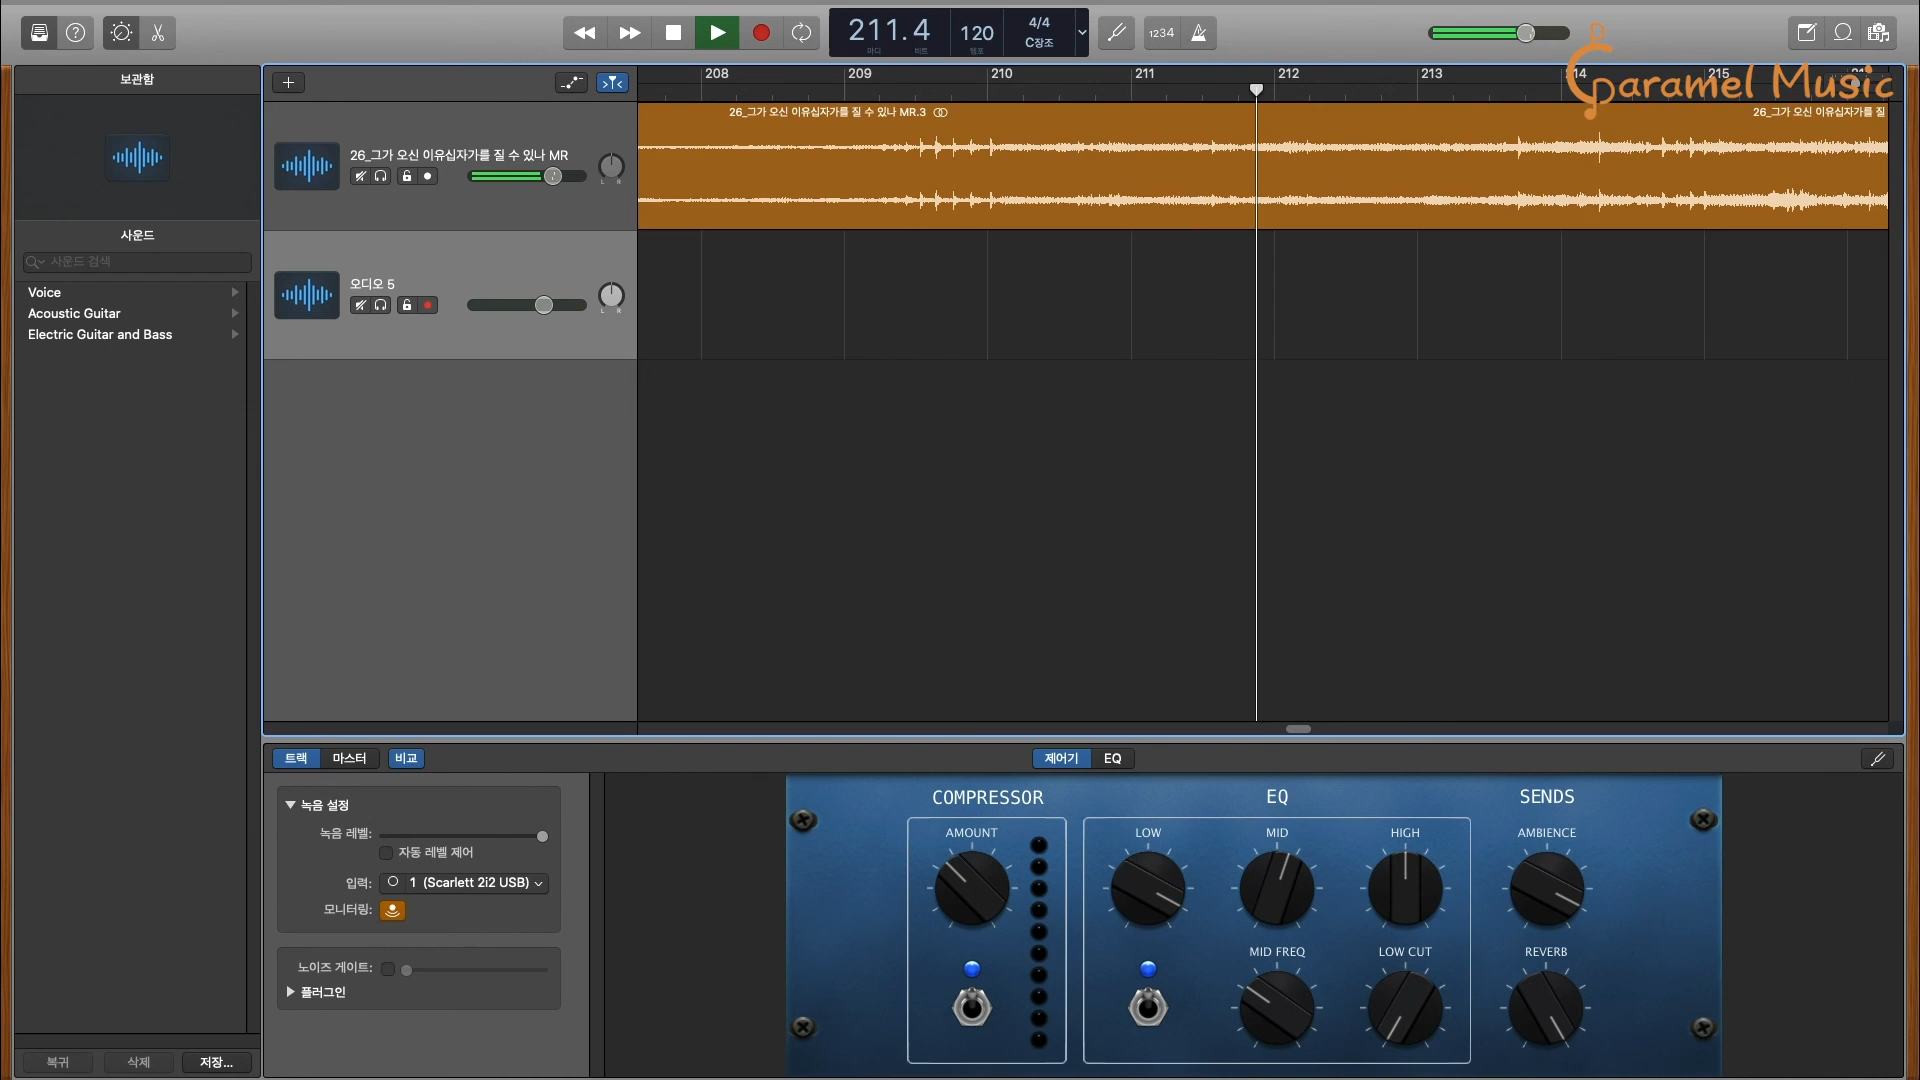 211.4
마디
비트
120
템포
4/4
C장조
1234
Caramel Music
보관함
사운드
사운드 검색
Voice
Acoustic Guitar
Electric Guitar and Bass
복귀
삭제
저장...
208
209
210
211
212
213
214
215
26_그가 오신 이유십자가를 질 수 있나 MR.3
26_그가 오신 이유십자가를 질
26_그가 오신 이유십자가를 질 수 있나 MR
L R
오디오 5
L R
트랙
마스터
비교
제어기
EQ
녹음 설정
녹음 레벨:
자동 레벨 제어
입력:
1 (Scarlett 2i2 USB)
모니터링:
노이즈 게이트:
플러그인
COMPRESSOR
EQ
SENDS
AMOUNT
LOW
MID
HIGH
AMBIENCE
MID FREQ
LOW CUT
REVERB